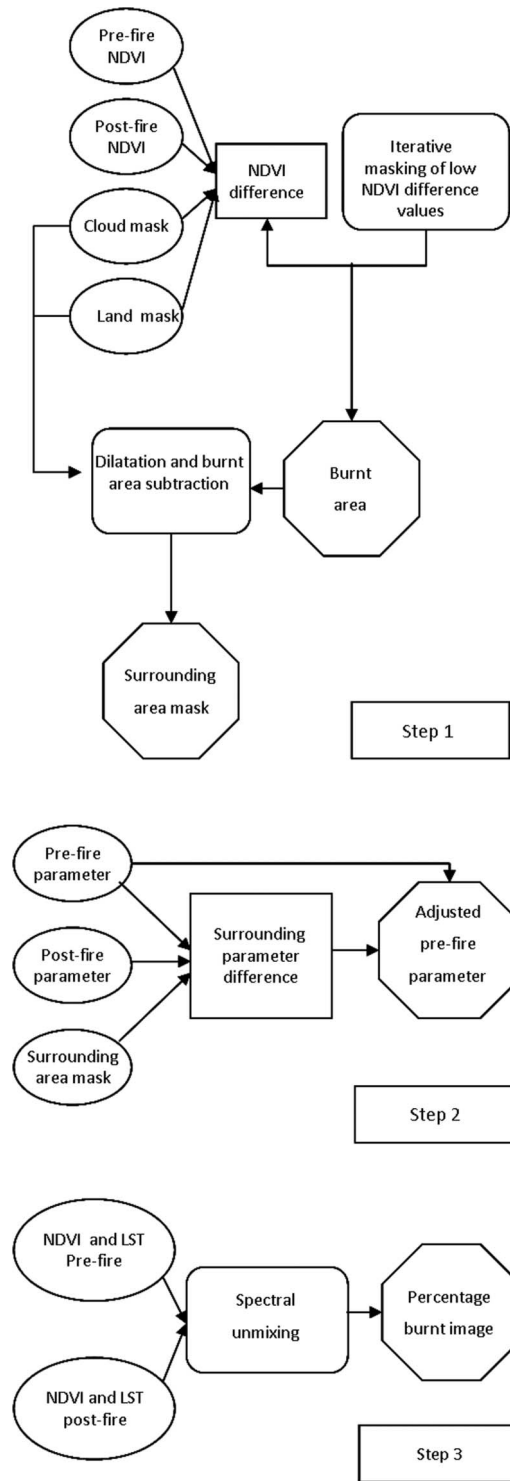 Pre-fire
NDVI
Post-fire
NDVI
NDVI
difference
Iterative
masking of low
NDVI difference
values
Cloud mask
Land mask
Dilatation and burnt
area subtraction
Burnt
area
Surrounding
area mask
Step 1
Pre-fire
parameter
Post-fire
parameter
Surrounding
area mask
Surrounding
parameter
difference
Adjusted
pre-fire
parameter
Step 2
NDVI and LST
Pre-fire
NDVI and LST
post-fire
Spectral
unmixing
Percentage
burnt image
Step 3